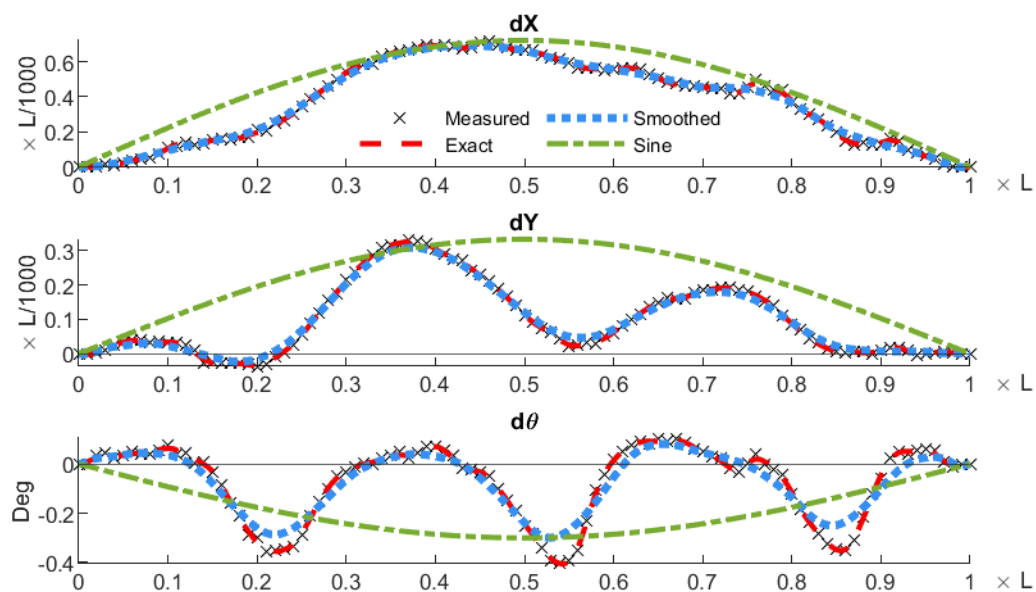 dX
× L/1000
0.6
0.4
0.2
0
× Measured
Smoothed
Exact
Sine
0 0.1 0.2 0.3 0.4 0.5 0.6 0.7 0.8 0.9 1 × L
dY
× L/1000
0.3
0.2
0.1
0
0 0.1 0.2 0.3 0.4 0.5 0.6 0.7 0.8 0.9 1 × L
dθ
Deg
0
-0.2
-0.4
0 0.1 0.2 0.3 0.4 0.5 0.6 0.7 0.8 0.9 1 × L